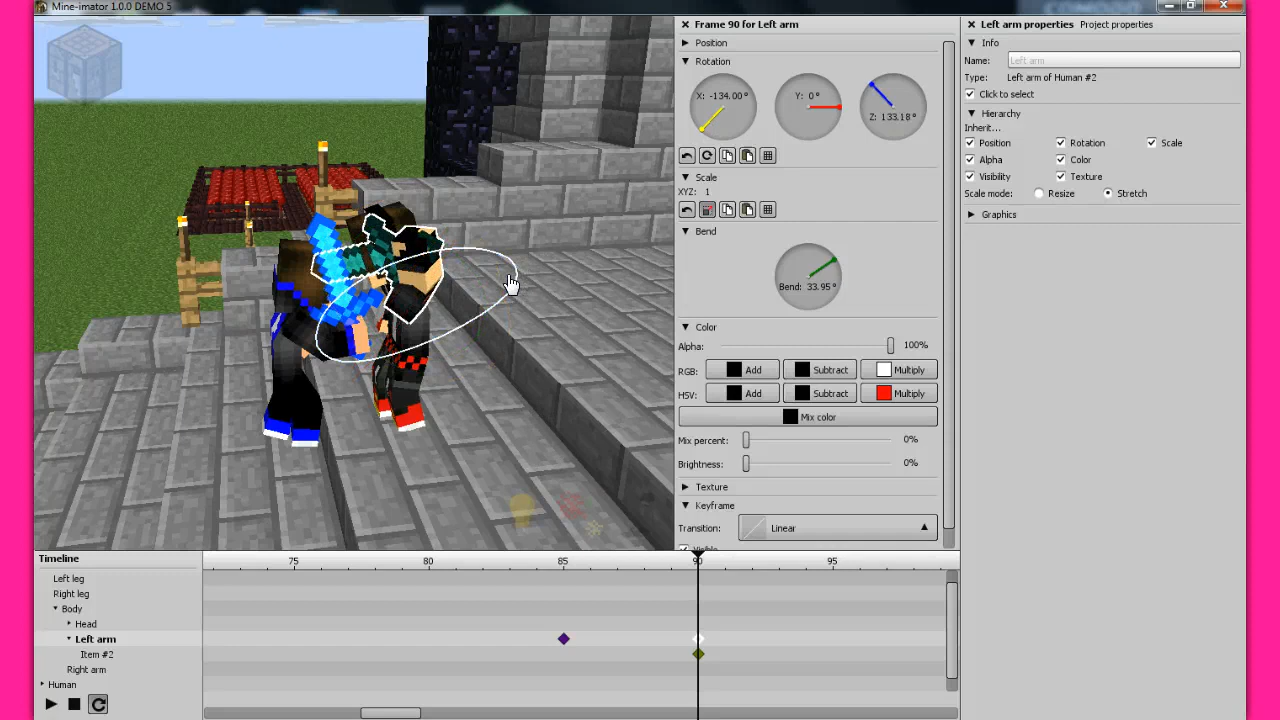 Mine-imator 1.0.0 DEMO 5
Frame 90 for Left arm
Position
Rotation
X: -134.00°
Y: 0°
Z: 133.18°
Scale
XYZ: 1
Bend
Bend: 33.95°
Color
Alpha: 100%
RGB: Add Subtract Multiply
HSV: Add Subtract Multiply
Mix color
Mix percent: 0%
Brightness: 0%
Texture
Keyframe
Transition: Linear
Visible
Left arm properties Project properties
Info
Name: Left arm
Type: Left arm of Human #2
Click to select
Hierarchy
Inherit...
Position Rotation Scale
Alpha Color
Visibility Texture
Scale mode: Resize Stretch
Graphics
Timeline
75 80 85 90 95
Left leg
Right leg
Body
Head
Left arm
Item #2
Right arm
Human